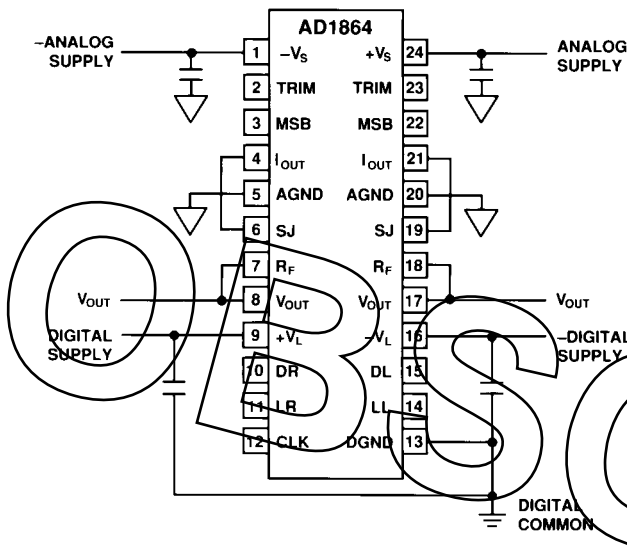 AD1864
–ANALOG
SUPPLY
1 –VS +VS 24
ANALOG
SUPPLY
2 TRIM TRIM 23
3 MSB MSB 22
4 IOUT IOUT 21
5 AGND AGND 20
6 SJ SJ 19
7 RF RF 18
VOUT 8 VOUT VOUT 17 VOUT
DIGITAL
SUPPLY
9 +VL –VL 16
–DIGITAL
SUPPLY
10 DR DL 15
11 LR LL 14
12 CLK DGND 13
DIGITAL
COMMON
OBSO